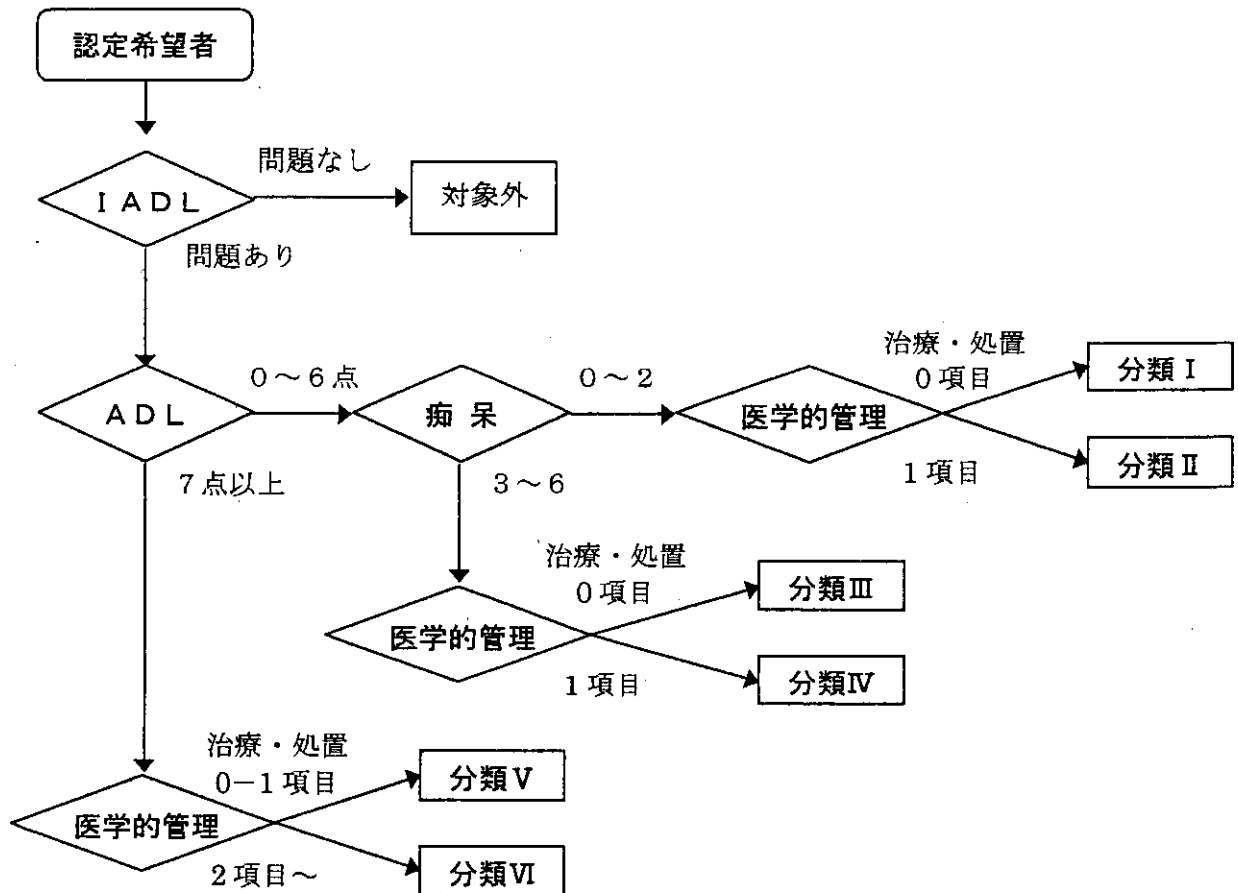 認定希望者
問題なし
IADL
対象外
問題あり
治療・処置
0項目
分類Ⅰ
0～6点
0～2
ADL
痴呆
医学的管理
1項目
分類Ⅱ
7点以上
3～6
治療・処置
0項目
分類Ⅲ
医学的管理
1項目
分類Ⅳ
治療・処置
0-1項目
分類Ⅴ
医学的管理
2項目～
分類Ⅵ